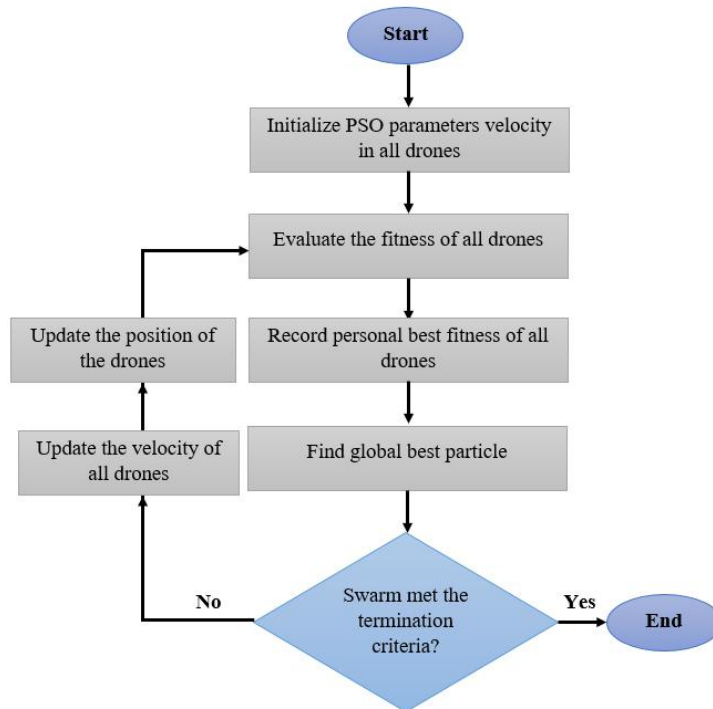 Start
Initialize PSO parameters velocity
in all drones
Evaluate the fitness of all drones
Update the position of
the drones
Record personal best fitness of all
drones
Update the velocity of
all drones
Find global best particle
No
Swarm met the
termination
criteria?
Yes
End